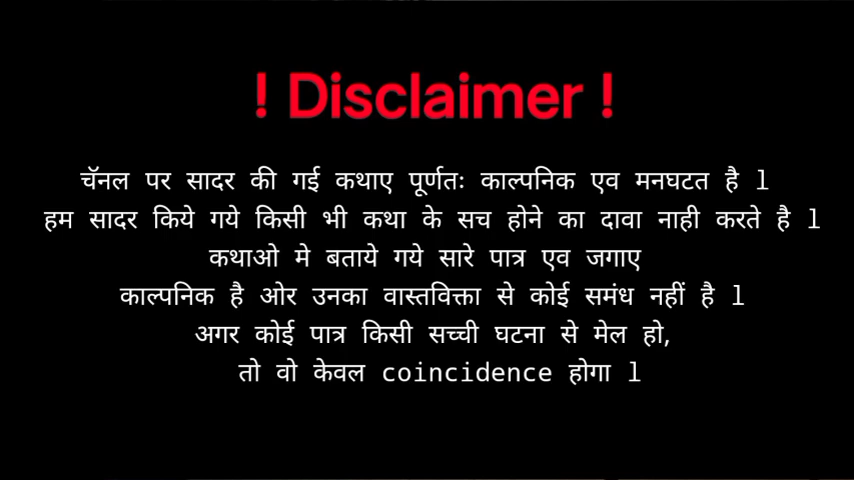 ! Disclaimer !
चॅनल पर सादर की गई कथाए पूर्णतः काल्पनिक एव मनघटत है l
हम सादर किये गये किसी भी कथा के सच होने का दावा नाही करते है l
कथाओ मे बताये गये सारे पात्र एव जगाए
काल्पनिक है ओर उनका वास्तविक्ता से कोई समंध नहीं है l
अगर कोई पात्र किसी सच्ची घटना से मेल हो,
तो वो केवल coincidence होगा l